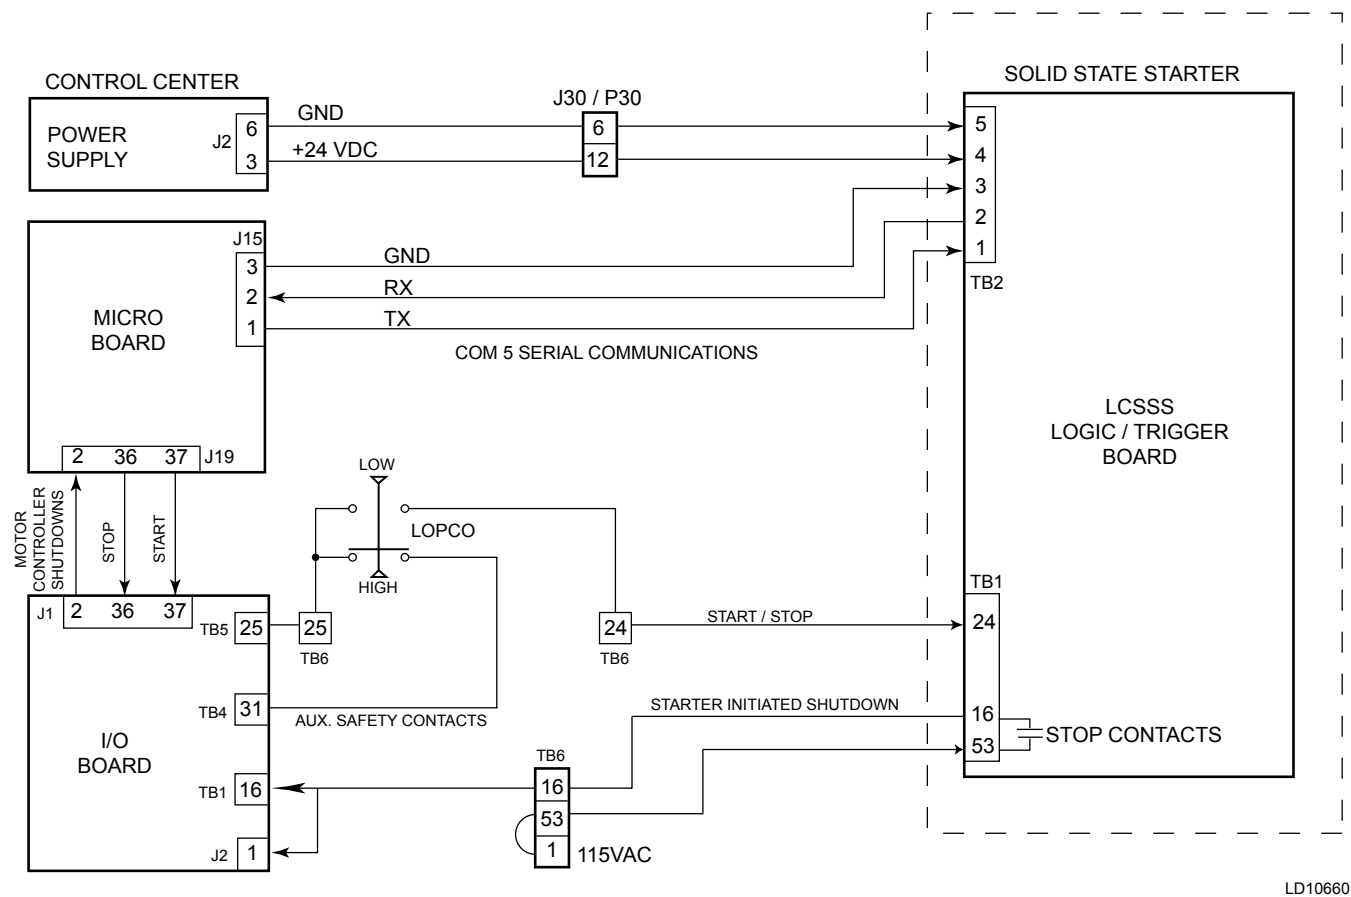 CONTROL CENTER
POWER
SUPPLY
J2
6
3
GND
+24 VDC
J30 / P30
6
12
SOLID STATE STARTER
5
4
3
2
1
TB2
LCSSS
LOGIC / TRIGGER
BOARD
MICRO
BOARD
J15
3
2
1
GND
RX
TX
COM 5 SERIAL COMMUNICATIONS
2 36 37 J19
MOTOR
CONTROLLER
SHUTDOWNS
STOP
START
LOW
LOPCO
HIGH
J1 2 36 37
TB5 25
25
TB6
24
TB6
START / STOP
TB1
24
16
53
STOP CONTACTS
TB4 31
AUX. SAFETY CONTACTS
STARTER INITIATED SHUTDOWN
I/O
BOARD
TB1 16
J2 1
TB6
16
53
1
115VAC
LD10660